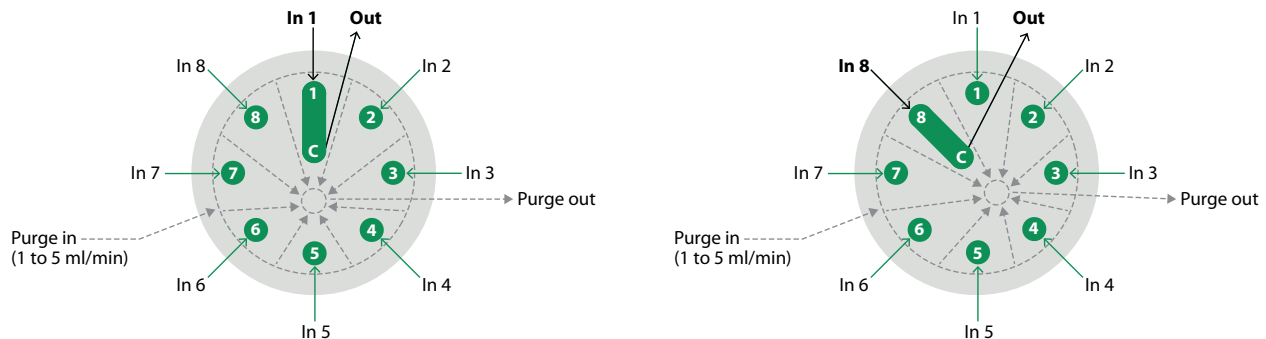 In 1
Out
In 8
In 2
1
8
2
C
In 7
7
3
In 3
Purge out
6
4
Purge in
(1 to 5 ml/min)
5
In 6
In 4
In 5
In 1
Out
In 8
In 2
1
8
2
C
In 7
7
3
In 3
Purge out
6
4
Purge in
(1 to 5 ml/min)
5
In 6
In 4
In 5